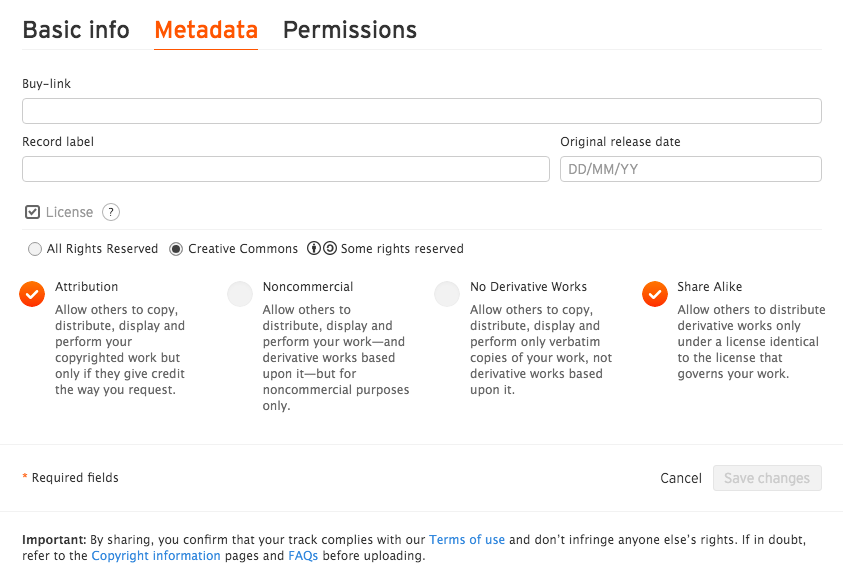 Basic info Metadata Permissions
Buy-link
Record label Original release date
DD/MM/YY
License ?
All Rights Reserved Creative Commons Some rights reserved
Attribution
Allow others to copy,
distribute, display and
perform your
copyrighted work but
only if they give credit
the way you request.
Noncommercial
Allow others to
distribute, display and
perform your work—and
derivative works based
upon it—but for
noncommercial purposes
only.
No Derivative Works
Allow others to copy,
distribute, display and
perform only verbatim
copies of your work, not
derivative works based
upon it.
Share Alike
Allow others to distribute
derivative works only
under a license identical
to the license that
governs your work.
* Required fields Cancel Save changes
Important: By sharing, you confirm that your track complies with our Terms of use and don’t infringe anyone else’s rights. If in doubt,
refer to the Copyright information pages and FAQs before uploading.